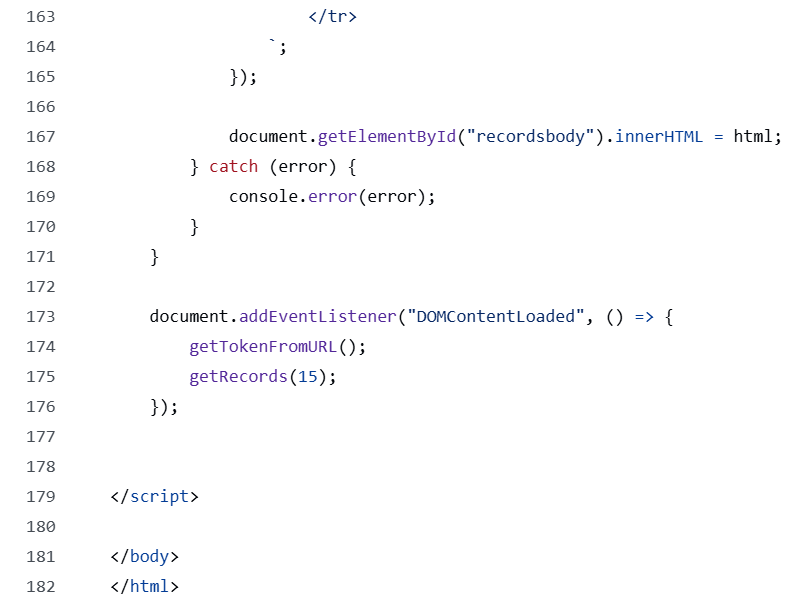 163                          </tr>
164                      `;
165                  });
166
167                  document.getElementById("recordsbody").innerHTML = html;
168              } catch (error) {
169                  console.error(error);
170              }
171          }
172
173          document.addEventListener("DOMContentLoaded", () => {
174              getTokenFromURL();
175              getRecords(15);
176          });
177
178
179      </script>
180
181      </body>
182      </html>